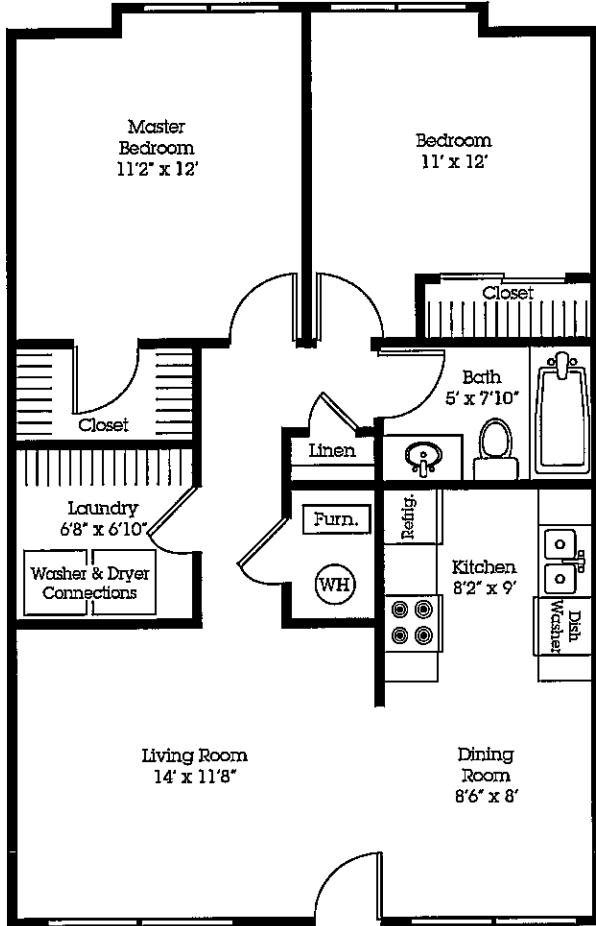 Master
Bedroom
11'2" x 12'
Bedroom
11' x 12'
Closet
Closet
Bath
5' x 7'10"
Linen
Laundry
6'8" x 6'10"
Washer & Dryer
Connections
Furn.
WH
Refrig.
Kitchen
8'2" x 9'
Dish
Washer
Living Room
14' x 11'8"
Dining
Room
8'6" x 8'